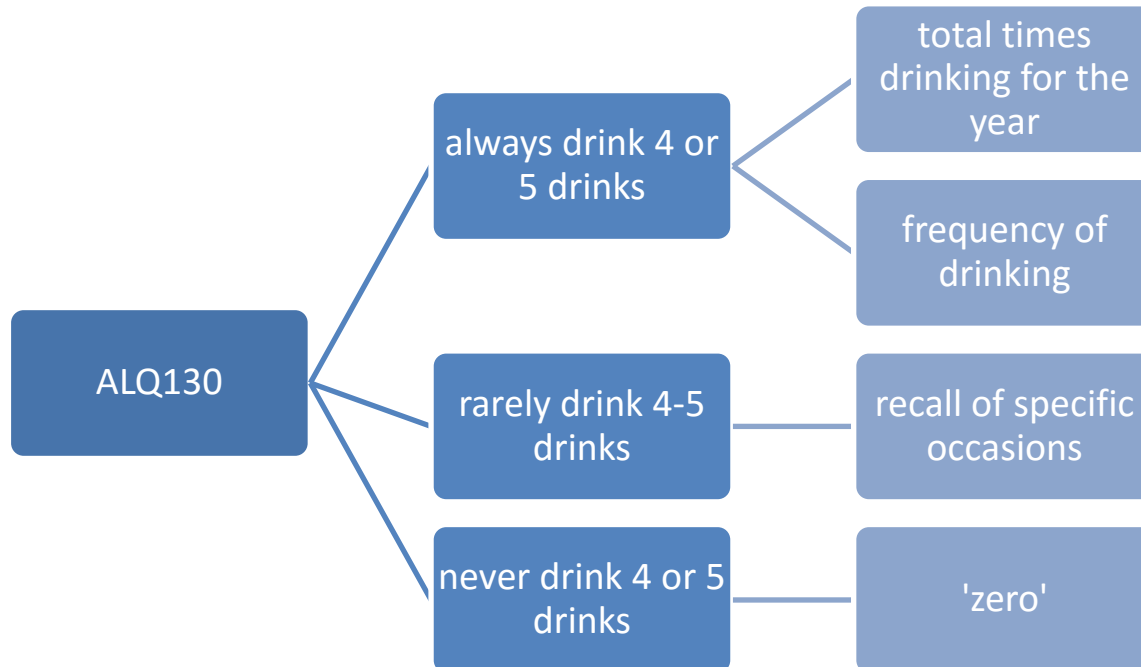 total times
drinking for the
year
always drink 4 or
5 drinks
frequency of
drinking
ALQ130
rarely drink 4-5
drinks
recall of specific
occasions
never drink 4 or 5
drinks
'zero'